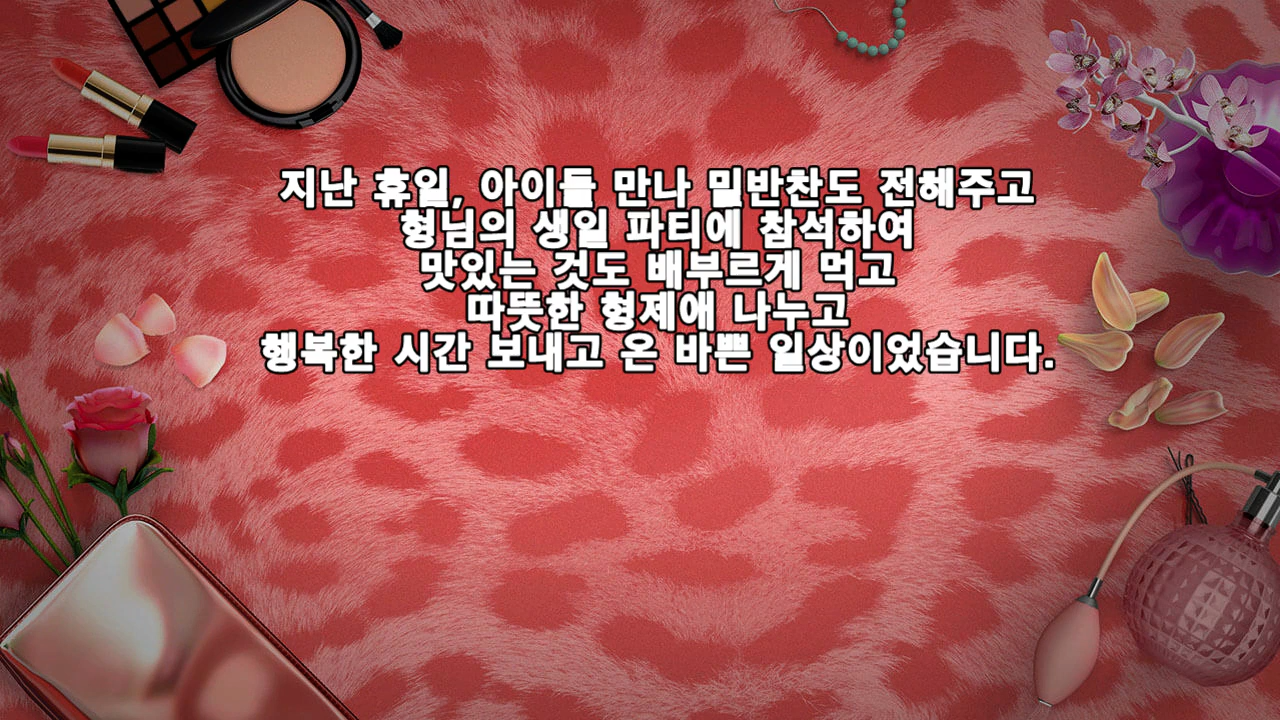 지난 휴일, 아이들 만나 밑반찬도 전해주고
형님의 생일 파티에 참석하여
맛있는 것도 배부르게 먹고
따뜻한 형제애 나누고
행복한 시간 보내고 온 바쁜 일상이었습니다.